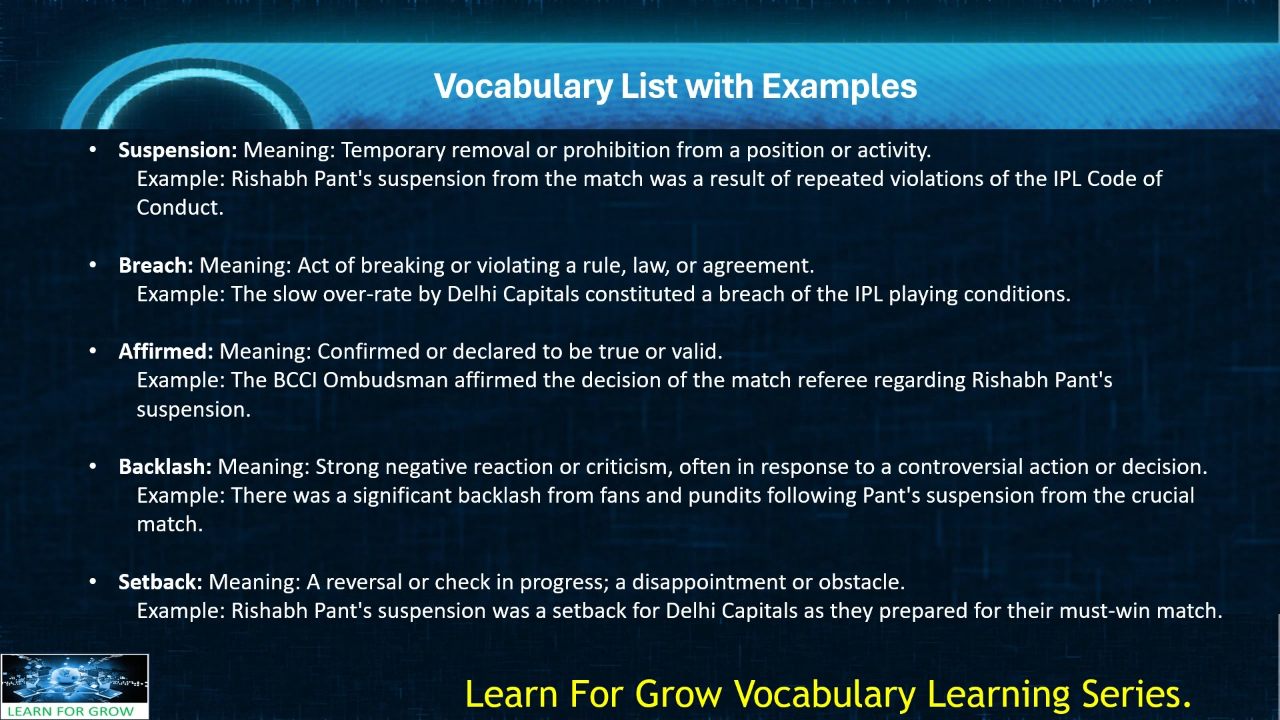 Vocabulary List with Examples
• Suspension: Meaning: Temporary removal or prohibition from a position or activity.
Example: Rishabh Pant's suspension from the match was a result of repeated violations of the IPL Code of
Conduct.
• Breach: Meaning: Act of breaking or violating a rule, law, or agreement.
Example: The slow over-rate by Delhi Capitals constituted a breach of the IPL playing conditions.
• Affirmed: Meaning: Confirmed or declared to be true or valid.
Example: The BCCI Ombudsman affirmed the decision of the match referee regarding Rishabh Pant's
suspension.
• Backlash: Meaning: Strong negative reaction or criticism, often in response to a controversial action or decision.
Example: There was a significant backlash from fans and pundits following Pant's suspension from the crucial
match.
• Setback: Meaning: A reversal or check in progress; a disappointment or obstacle.
Example: Rishabh Pant's suspension was a setback for Delhi Capitals as they prepared for their must-win match.
LEARN FOR GROW
Learn For Grow Vocabulary Learning Series.